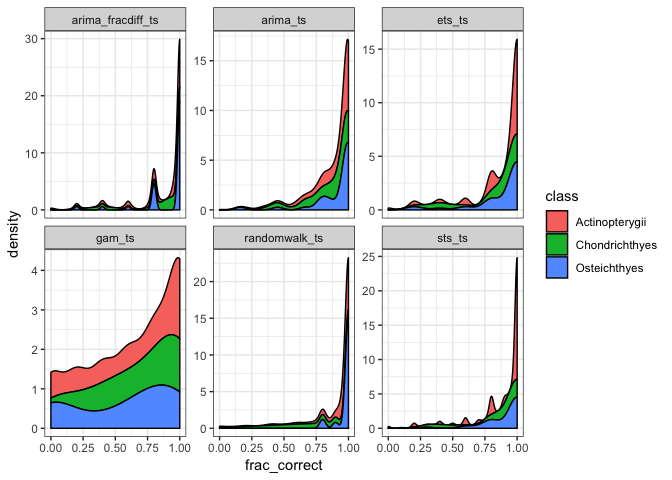 arima_fracdiff_ts
arima_ts
ets_ts
30
20
10
0
15
10
5
0
15
10
5
0
gam_ts
randomwalk_ts
sts_ts
4
3
2
1
0
20
15
10
5
0
25
20
15
10
5
0
0.00 0.25 0.50 0.75 1.00
0.00 0.25 0.50 0.75 1.00
0.00 0.25 0.50 0.75 1.00
frac_correct
density
class
Actinopterygii
Chondrichthyes
Osteichthyes